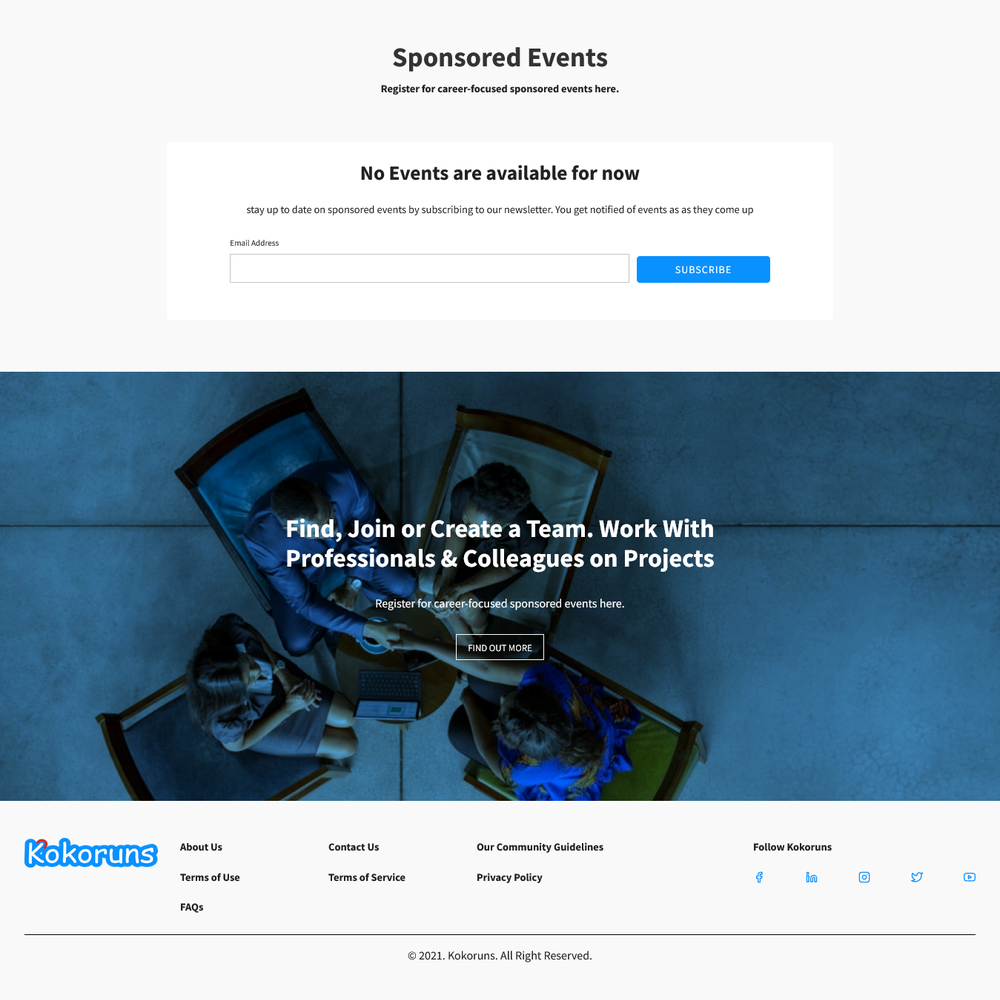 Sponsored Events
Register for career-focused sponsored events here.
No Events are available for now
stay up to date on sponsored events by subscribing to our newsletter. You get notified of events as as they come up
Email Address
SUBSCRIBE
Find, Join or Create a Team. Work With
Professionals & Colleagues on Projects
Register for career-focused sponsored events here.
FIND OUT MORE
Kokoruns
About Us
Contact Us
Our Community Guidelines
Follow Kokoruns
Terms of Use
Terms of Service
Privacy Policy
FAQs
© 2021. Kokoruns. All Right Reserved.